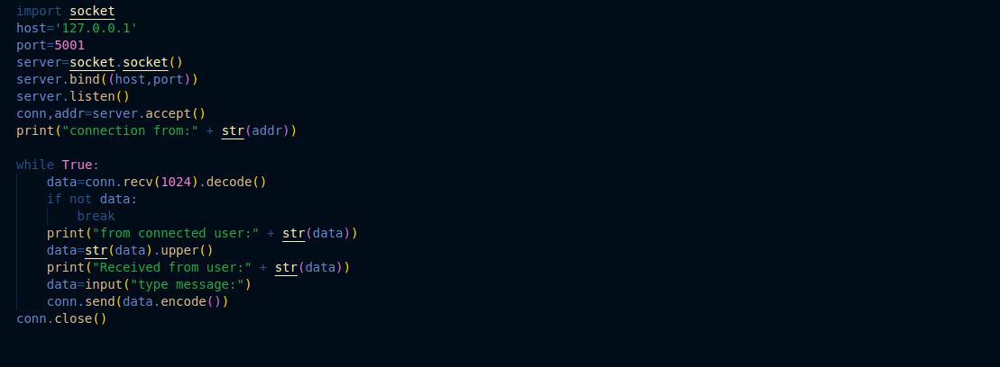 import socket
host='127.0.0.1'
port=5001
server=socket.socket()
server.bind((host,port))
server.listen()
conn,addr=server.accept()
print("connection from:" + str(addr))

while True:
    data=conn.recv(1024).decode()
    if not data:
        break
    print("from connected user:" + str(data))
    data=str(data).upper()
    print("Received from user:" + str(data))
    data=input("type message:")
    conn.send(data.encode())
conn.close()